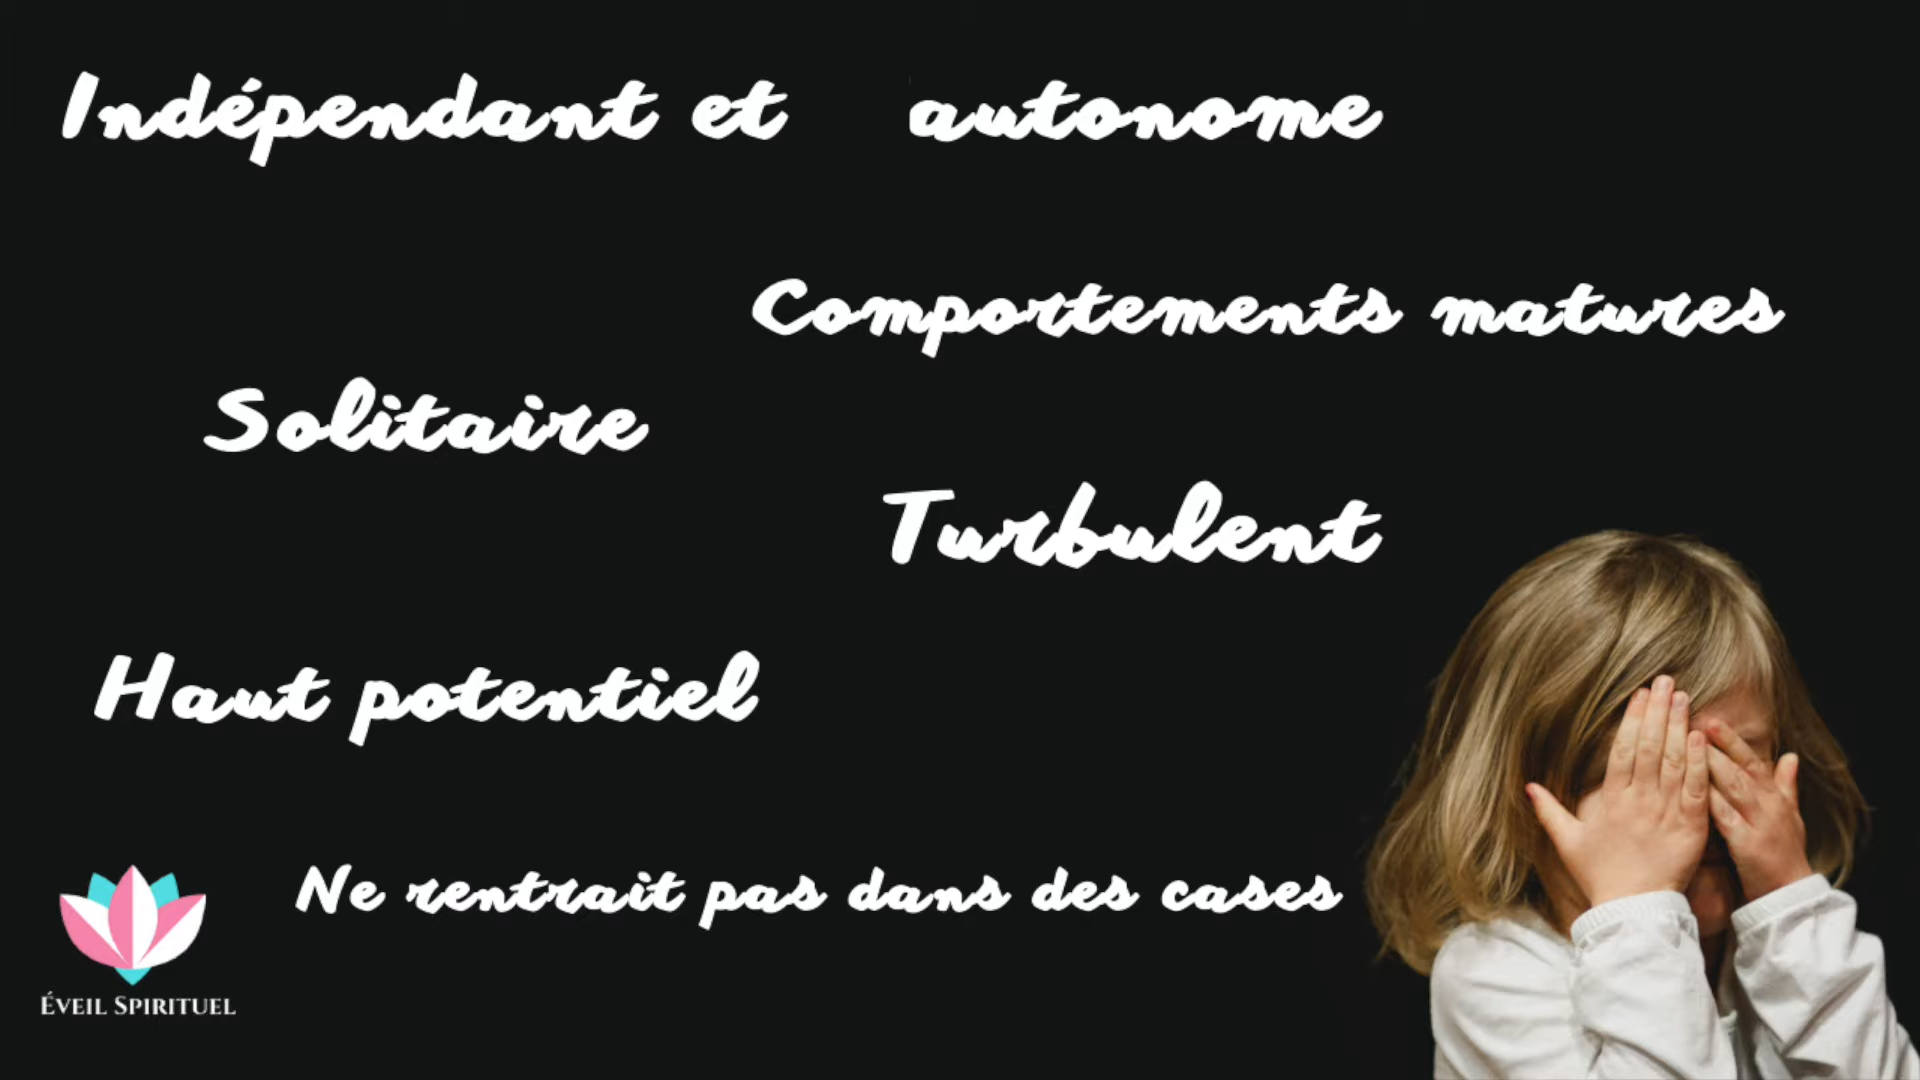 Indépendant et autonome
Comportements matures
Solitaire
Turbulent
Haut potentiel
Ne rentrait pas dans des cases
ÉVEIL SPIRITUEL